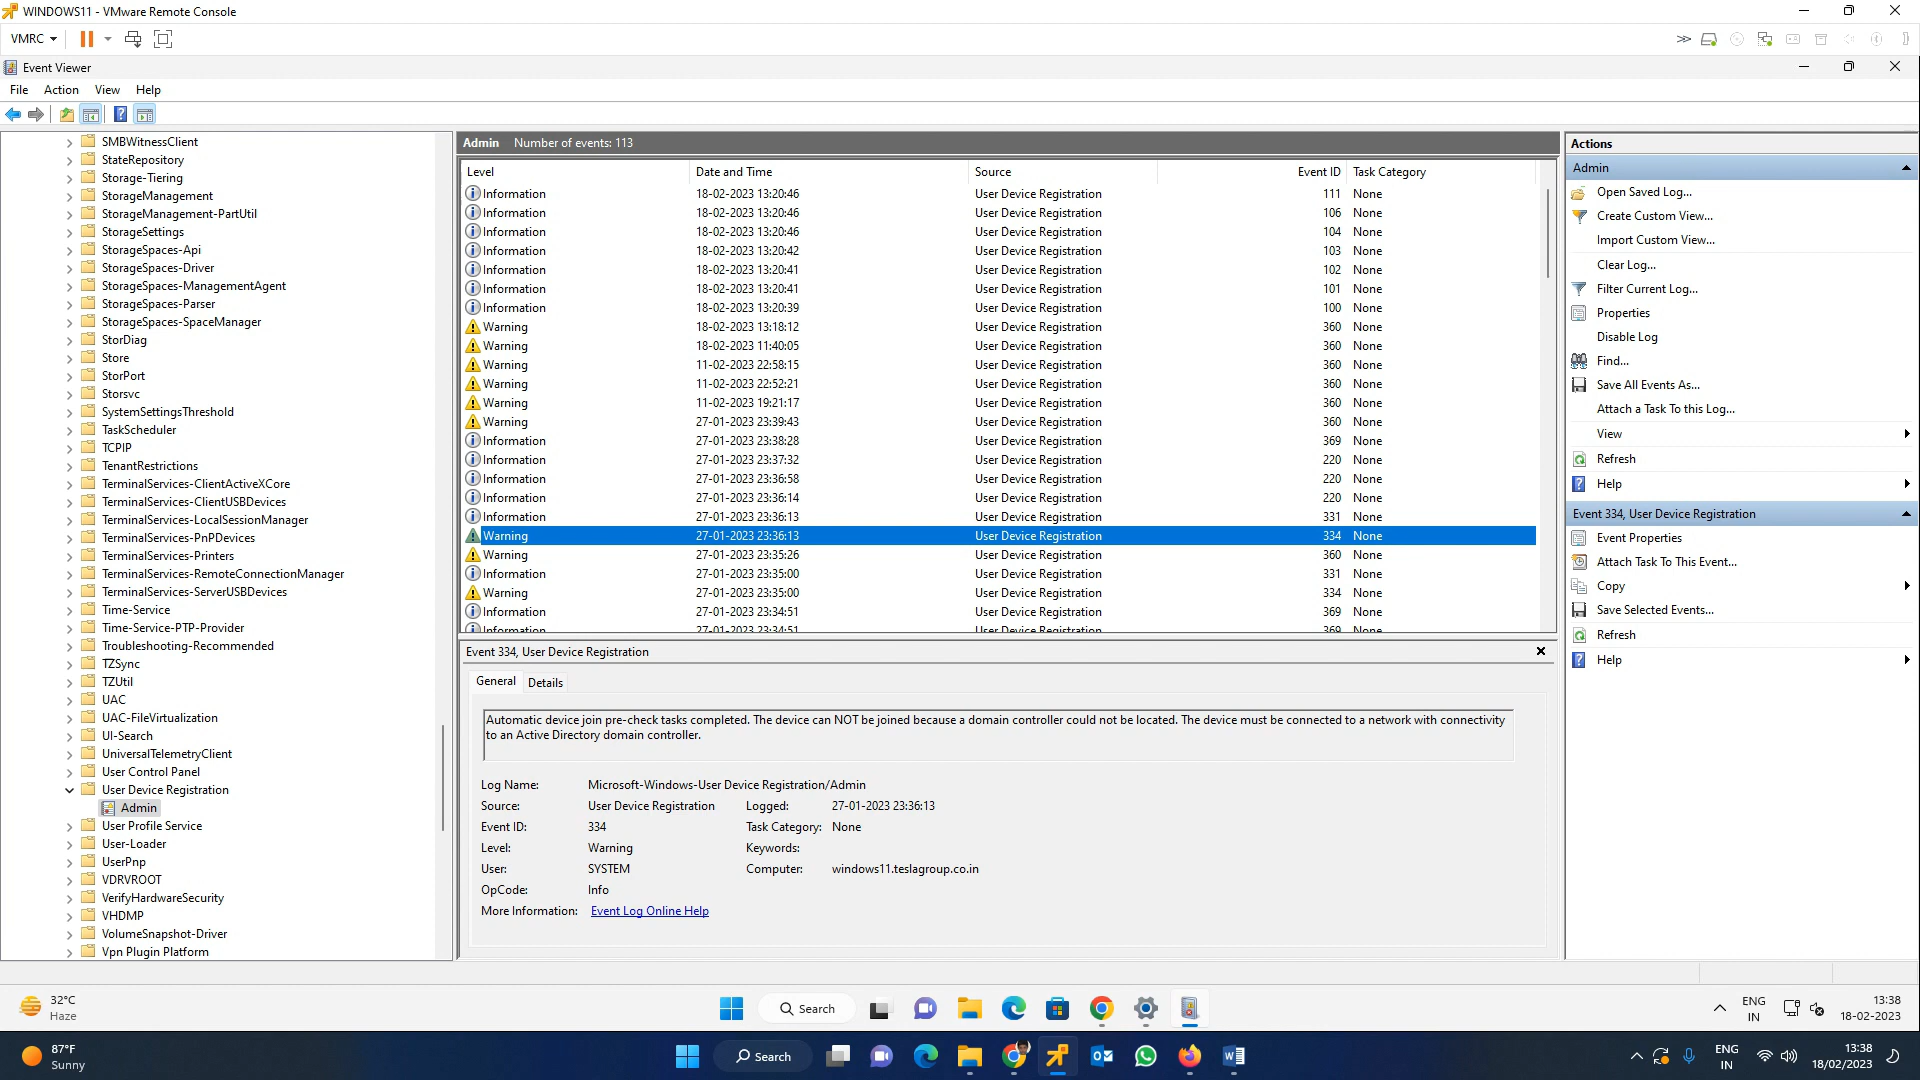 WINDOWS11 - VMware Remote Console
VMRC
Event Viewer
File Action View Help
SMBWitnessClient
StateRepository
Storage-Tiering
StorageManagement
StorageManagement-PartUtil
StorageSettings
StorageSpaces-Api
StorageSpaces-Driver
StorageSpaces-ManagementAgent
StorageSpaces-Parser
StorageSpaces-SpaceManager
StorDiag
Store
StorPort
Storsvc
SystemSettingsThreshold
TaskScheduler
TCPIP
TenantRestrictions
TerminalServices-ClientActiveXCore
TerminalServices-ClientUSBDevices
TerminalServices-LocalSessionManager
TerminalServices-PnPDevices
TerminalServices-Printers
TerminalServices-RemoteConnectionManager
TerminalServices-ServerUSBDevices
Time-Service
Time-Service-PTP-Provider
Troubleshooting-Recommended
TZSync
TZUtil
UAC
UAC-FileVirtualization
UI-Search
UniversalTelemetryClient
User Control Panel
User Device Registration
Admin
User Profile Service
User-Loader
UserPnp
VDRVROOT
VerifyHardwareSecurity
VHDMP
VolumeSnapshot-Driver
Vpn Plugin Platform
Admin Number of events: 113
Level Date and Time Source Event ID Task Category
Information 18-02-2023 13:20:46 User Device Registration 111 None
Information 18-02-2023 13:20:46 User Device Registration 106 None
Information 18-02-2023 13:20:46 User Device Registration 104 None
Information 18-02-2023 13:20:42 User Device Registration 103 None
Information 18-02-2023 13:20:41 User Device Registration 102 None
Information 18-02-2023 13:20:41 User Device Registration 101 None
Information 18-02-2023 13:20:39 User Device Registration 100 None
Warning 18-02-2023 13:18:12 User Device Registration 360 None
Warning 18-02-2023 11:40:05 User Device Registration 360 None
Warning 11-02-2023 22:58:15 User Device Registration 360 None
Warning 11-02-2023 22:52:21 User Device Registration 360 None
Warning 11-02-2023 19:21:17 User Device Registration 360 None
Warning 27-01-2023 23:39:43 User Device Registration 360 None
Information 27-01-2023 23:38:28 User Device Registration 369 None
Information 27-01-2023 23:37:32 User Device Registration 220 None
Information 27-01-2023 23:36:58 User Device Registration 220 None
Information 27-01-2023 23:36:14 User Device Registration 220 None
Information 27-01-2023 23:36:13 User Device Registration 331 None
Warning 27-01-2023 23:36:13 User Device Registration 334 None
Warning 27-01-2023 23:35:26 User Device Registration 360 None
Information 27-01-2023 23:35:00 User Device Registration 331 None
Warning 27-01-2023 23:35:00 User Device Registration 334 None
Information 27-01-2023 23:34:51 User Device Registration 369 None
Information 27-01-2023 23:34:51 User Device Registration 369 None
Event 334, User Device Registration
General Details
Automatic device join pre-check tasks completed. The device can NOT be joined because a domain controller could not be located. The device must be connected to a network with connectivity
to an Active Directory domain controller.
Log Name: Microsoft-Windows-User Device Registration/Admin
Source: User Device Registration Logged: 27-01-2023 23:36:13
Event ID: 334 Task Category: None
Level: Warning Keywords:
User: SYSTEM Computer: windows11.teslagroup.co.in
OpCode: Info
More Information: Event Log Online Help
Actions
Admin
Open Saved Log...
Create Custom View...
Import Custom View...
Clear Log...
Filter Current Log...
Properties
Disable Log
Find...
Save All Events As...
Attach a Task To this Log...
View
Refresh
Help
Event 334, User Device Registration
Event Properties
Attach Task To This Event...
Copy
Save Selected Events...
Refresh
Help
32°C
Haze
Search
ENG
IN
13:38
18-02-2023
87°F
Sunny
Search
ENG
IN
13:38
18/02/2023